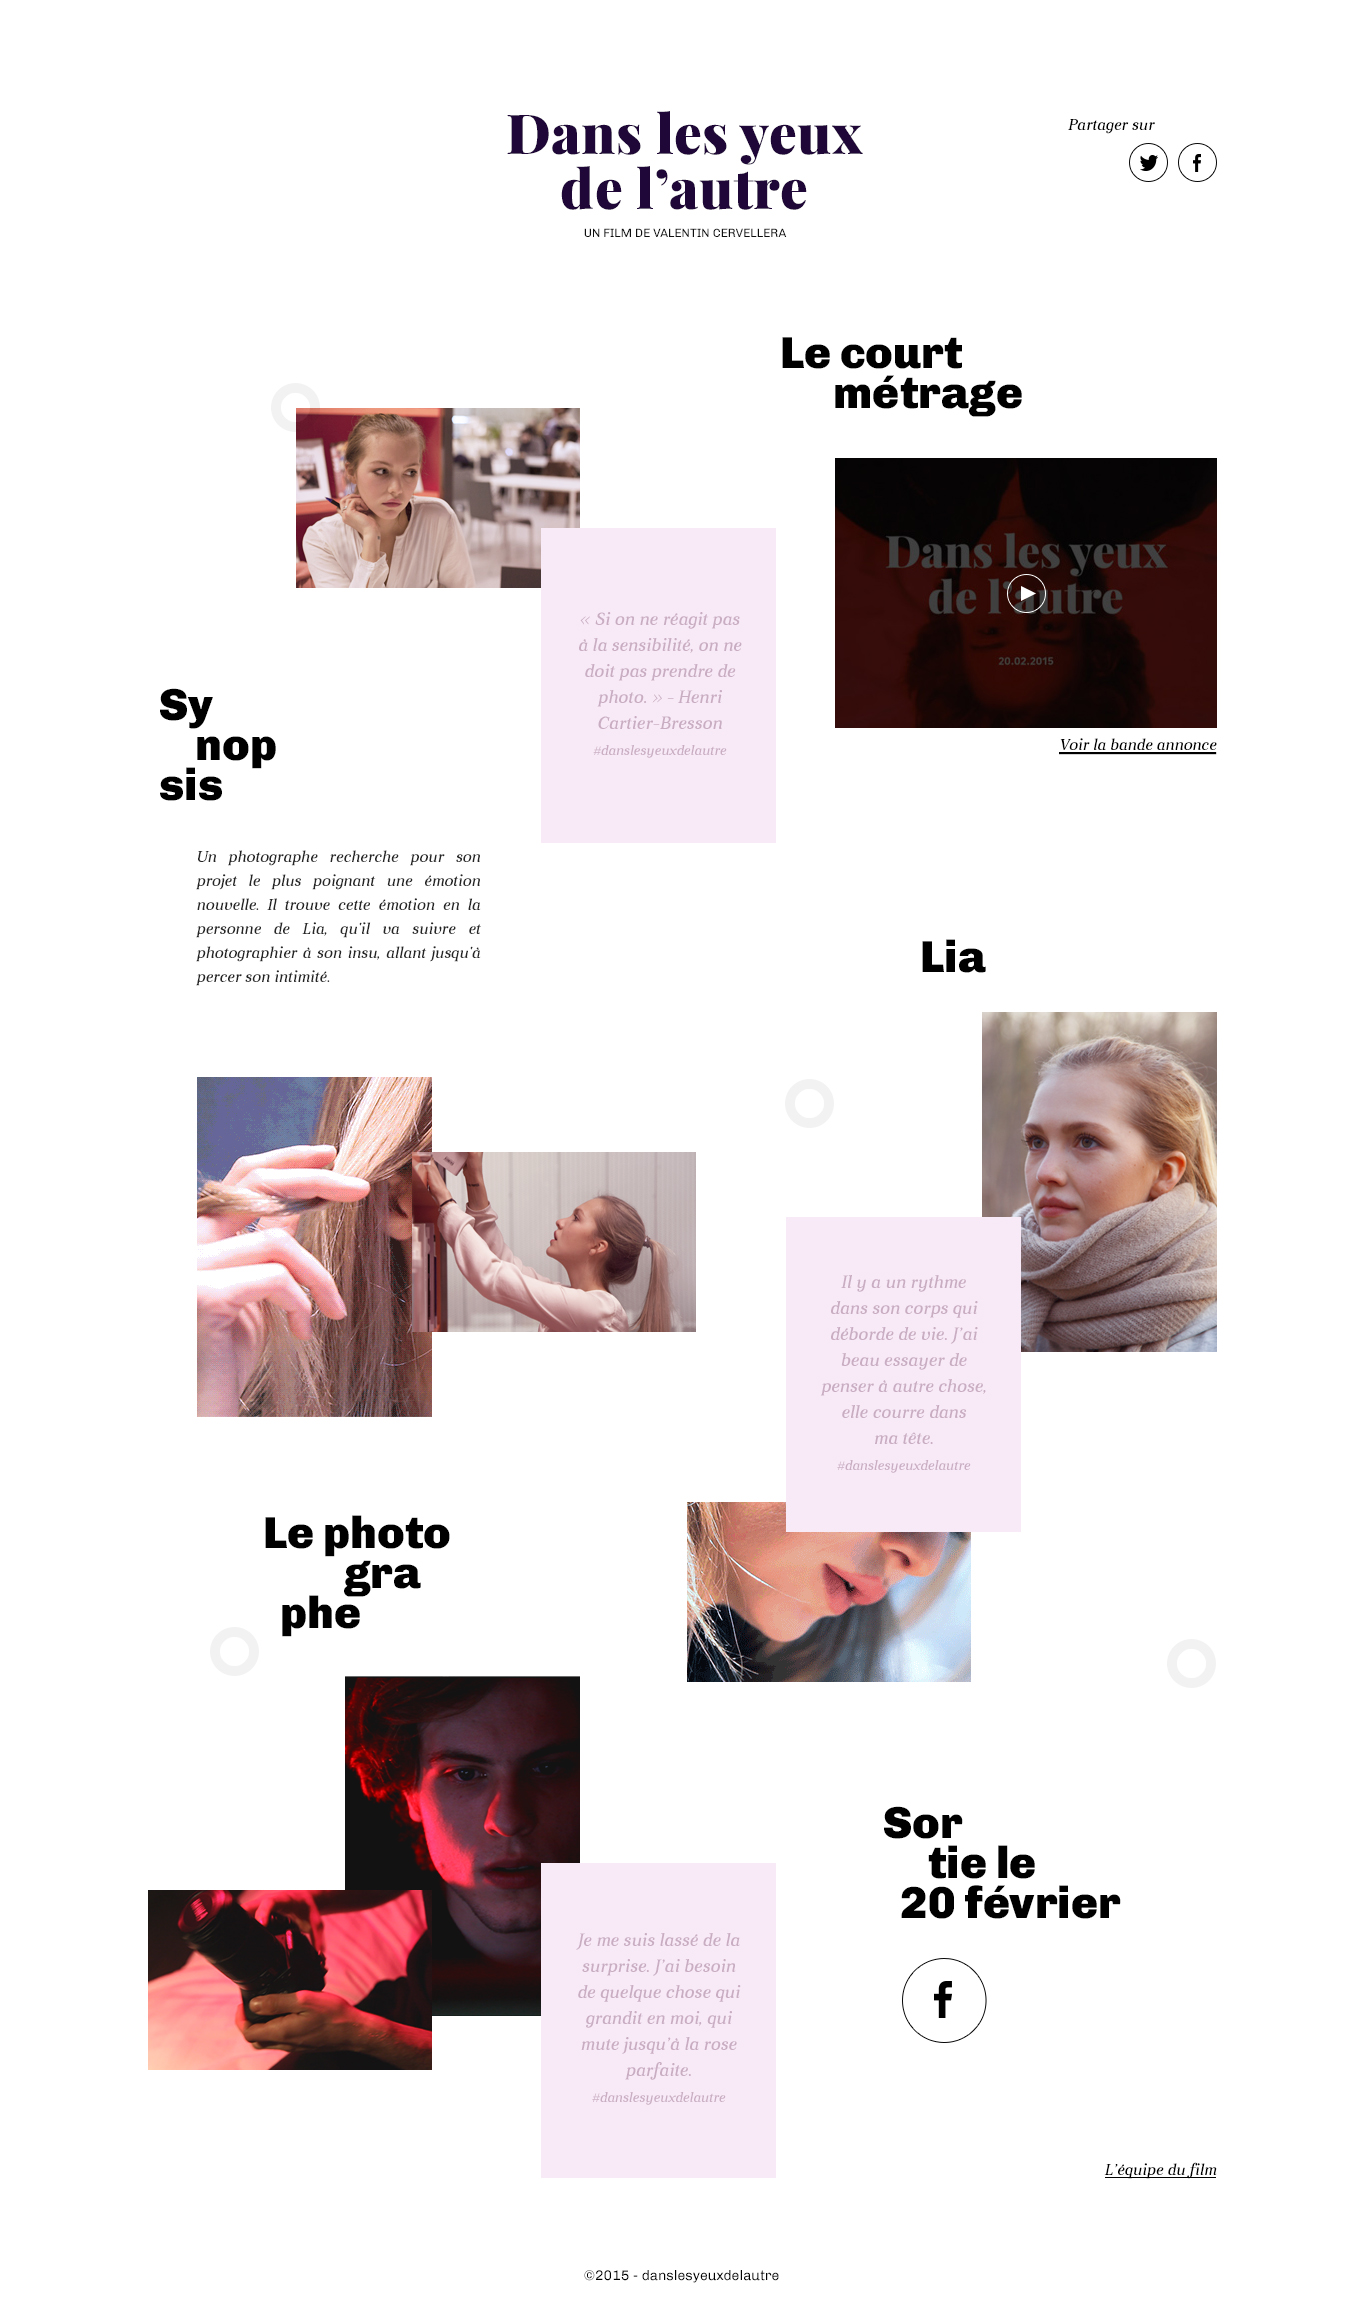 Dans les yeux
de l’autre
UN FILM DE VALENTIN CERVELLERA
Partager sur
Le court
métrage
Dans les yeux
de l’autre
20.02.2015
Voir la bande annonce
« Si on ne réagit pas
à la sensibilité, on ne
doit pas prendre de
photo. » - Henri
Cartier-Bresson
#danslesyeuxdelautre
Sy
nop
sis
Un photographe recherche pour son
projet le plus poignant une émotion
nouvelle. Il trouve cette émotion en la
personne de Lia, qu'il va suivre et
photographier à son insu, allant jusqu'à
percer son intimité.
Lia
Il y a un rythme
dans son corps qui
déborde de vie. J'ai
beau essayer de
penser à autre chose,
elle courre dans
ma tête.
#danslesyeuxdelautre
Le photo
gra
phe
Je me suis lassé de la
surprise. J'ai besoin
de quelque chose qui
grandit en moi, qui
mute jusqu'à la rose
parfaite.
#danslesyeuxdelautre
Sor
tie le
20 février
L'équipe du film
©2015 - danslesyeuxdelautre